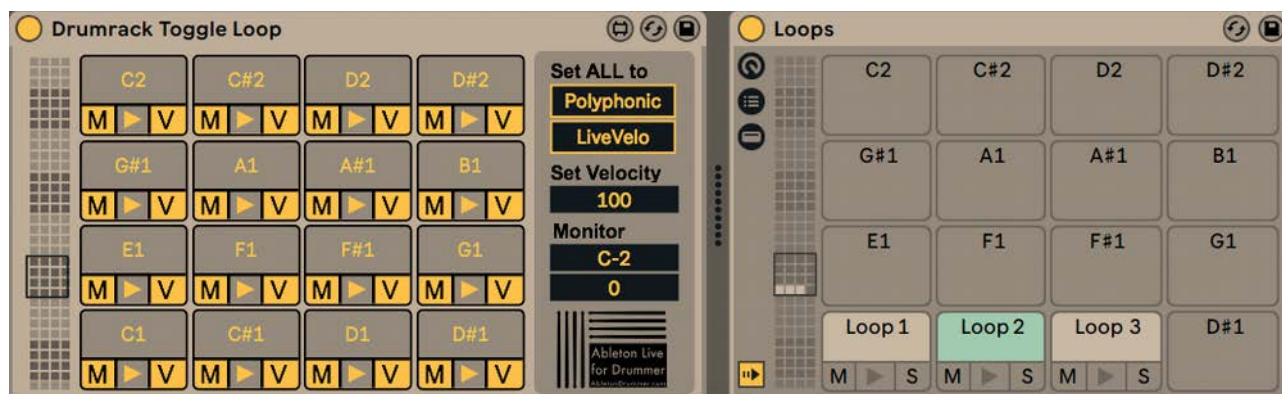 Drumrack Toggle Loop
C2 C#2 D2 D#2
M V M V M V M V
G#1 A1 A#1 B1
M V M V M V M V
E1 F1 F#1 G1
M V M V M V M V
C1 C#1 D1 D#1
M V M V M V M V
Set ALL to
Polyphonic
LiveVelo
Set Velocity
100
Monitor
C-2
0
Ableton Live
for Drummer
AbletonDrummer.com
Loops
C2 C#2 D2 D#2
G#1 A1 A#1 B1
E1 F1 F#1 G1
Loop 1 Loop 2 Loop 3 D#1
M S M S M S